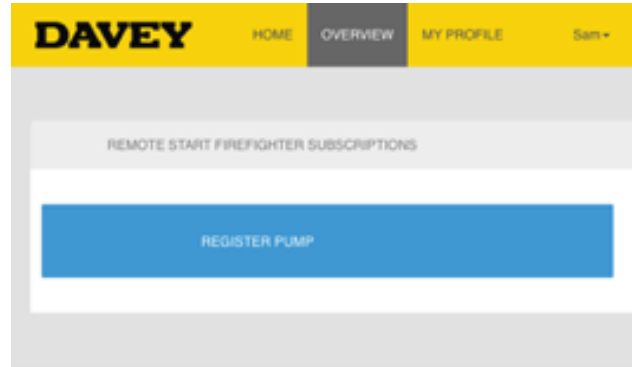 DAVEY HOME OVERVIEW MY PROFILE Sam
REMOTE START FIREFIGHTER SUBSCRIPTIONS
REGISTER PUMP